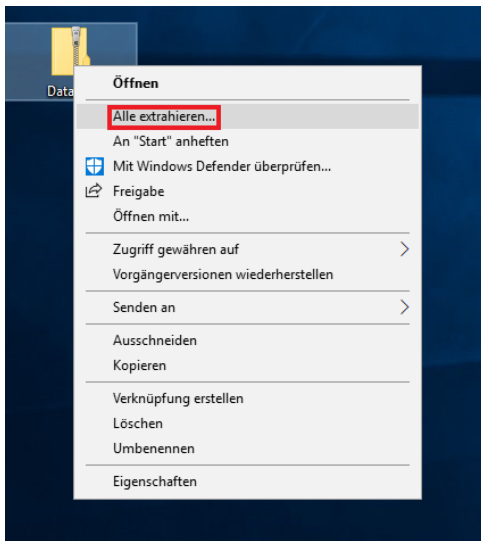 Data
Öffnen
Alle extrahieren...
An "Start" anheften
Mit Windows Defender überprüfen...
Freigabe
Öffnen mit...
Zugriff gewähren auf
Vorgängerversionen wiederherstellen
Senden an
Ausschneiden
Kopieren
Verknüpfung erstellen
Löschen
Umbenennen
Eigenschaften